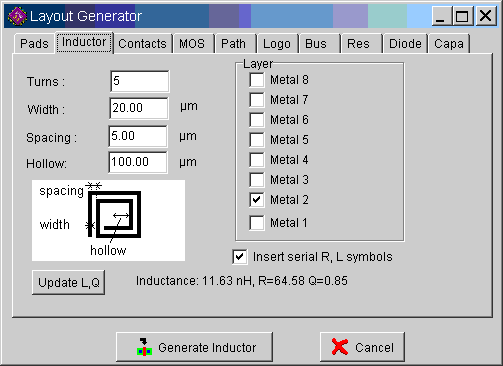 Layout Generator
Pads Inductor Contacts MOS Path Logo Bus Res Diode Capa
Turns : 5
Width : 20.00 µm
Spacing : 5.00 µm
Hollow: 100.00 µm
spacing
width
hollow
Layer
Metal 8
Metal 7
Metal 6
Metal 5
Metal 4
Metal 3
Metal 2
Metal 1
Insert serial R, L symbols
Update L,Q
Inductance: 11.63 nH, R=64.58 Q=0.85
Generate Inductor
Cancel